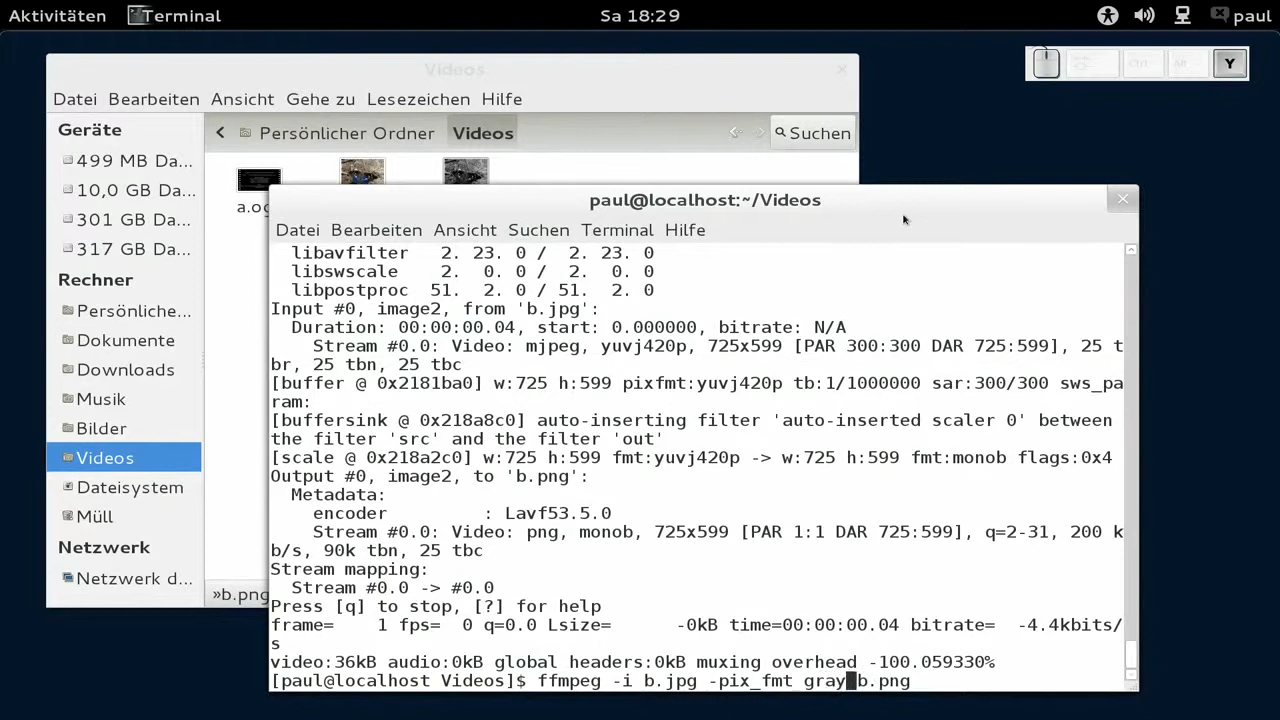 Aktivitäten Terminal Sa 18:29 paul
Y
Videos
Datei Bearbeiten Ansicht Gehe zu Lesezeichen Hilfe
Geräte
499 MB Da...
10,0 GB Da...
301 GB Da...
317 GB Da...
Rechner
Persönliche...
Dokumente
Downloads
Musik
Bilder
Videos
Dateisystem
Müll
Netzwerk
Netzwerk d...
Persönlicher Ordner Videos Suchen
»b.png
paul@localhost:~/Videos
Datei Bearbeiten Ansicht Suchen Terminal Hilfe
libavfilter 2. 23. 0 / 2. 23. 0
libswscale 2. 0. 0 / 2. 0. 0
libpostproc 51. 2. 0 / 51. 2. 0
Input #0, image2, from 'b.jpg':
Duration: 00:00:00.04, start: 0.000000, bitrate: N/A
Stream #0.0: Video: mjpeg, yuvj420p, 725x599 [PAR 300:300 DAR 725:599], 25 t
br, 25 tbn, 25 tbc
[buffer @ 0x2181ba0] w:725 h:599 pixfmt:yuvj420p tb:1/1000000 sar:300/300 sws_pa
ram:
[buffersink @ 0x218a8c0] auto-inserting filter 'auto-inserted scaler 0' between
the filter 'src' and the filter 'out'
[scale @ 0x218a2c0] w:725 h:599 fmt:yuvj420p -> w:725 h:599 fmt:monob flags:0x4
Output #0, image2, to 'b.png':
Metadata:
encoder : Lavf53.5.0
Stream #0.0: Video: png, monob, 725x599 [PAR 1:1 DAR 725:599], q=2-31, 200 k
b/s, 90k tbn, 25 tbc
Stream mapping:
Stream #0.0 -> #0.0
Press [q] to stop, [?] for help
frame= 1 fps= 0 q=0.0 Lsize= -0kB time=00:00:00.04 bitrate= -4.4kbits/
s
video:36kB audio:0kB global headers:0kB muxing overhead -100.059330%
[paul@localhost Videos]$ ffmpeg -i b.jpg -pix_fmt gray b.png